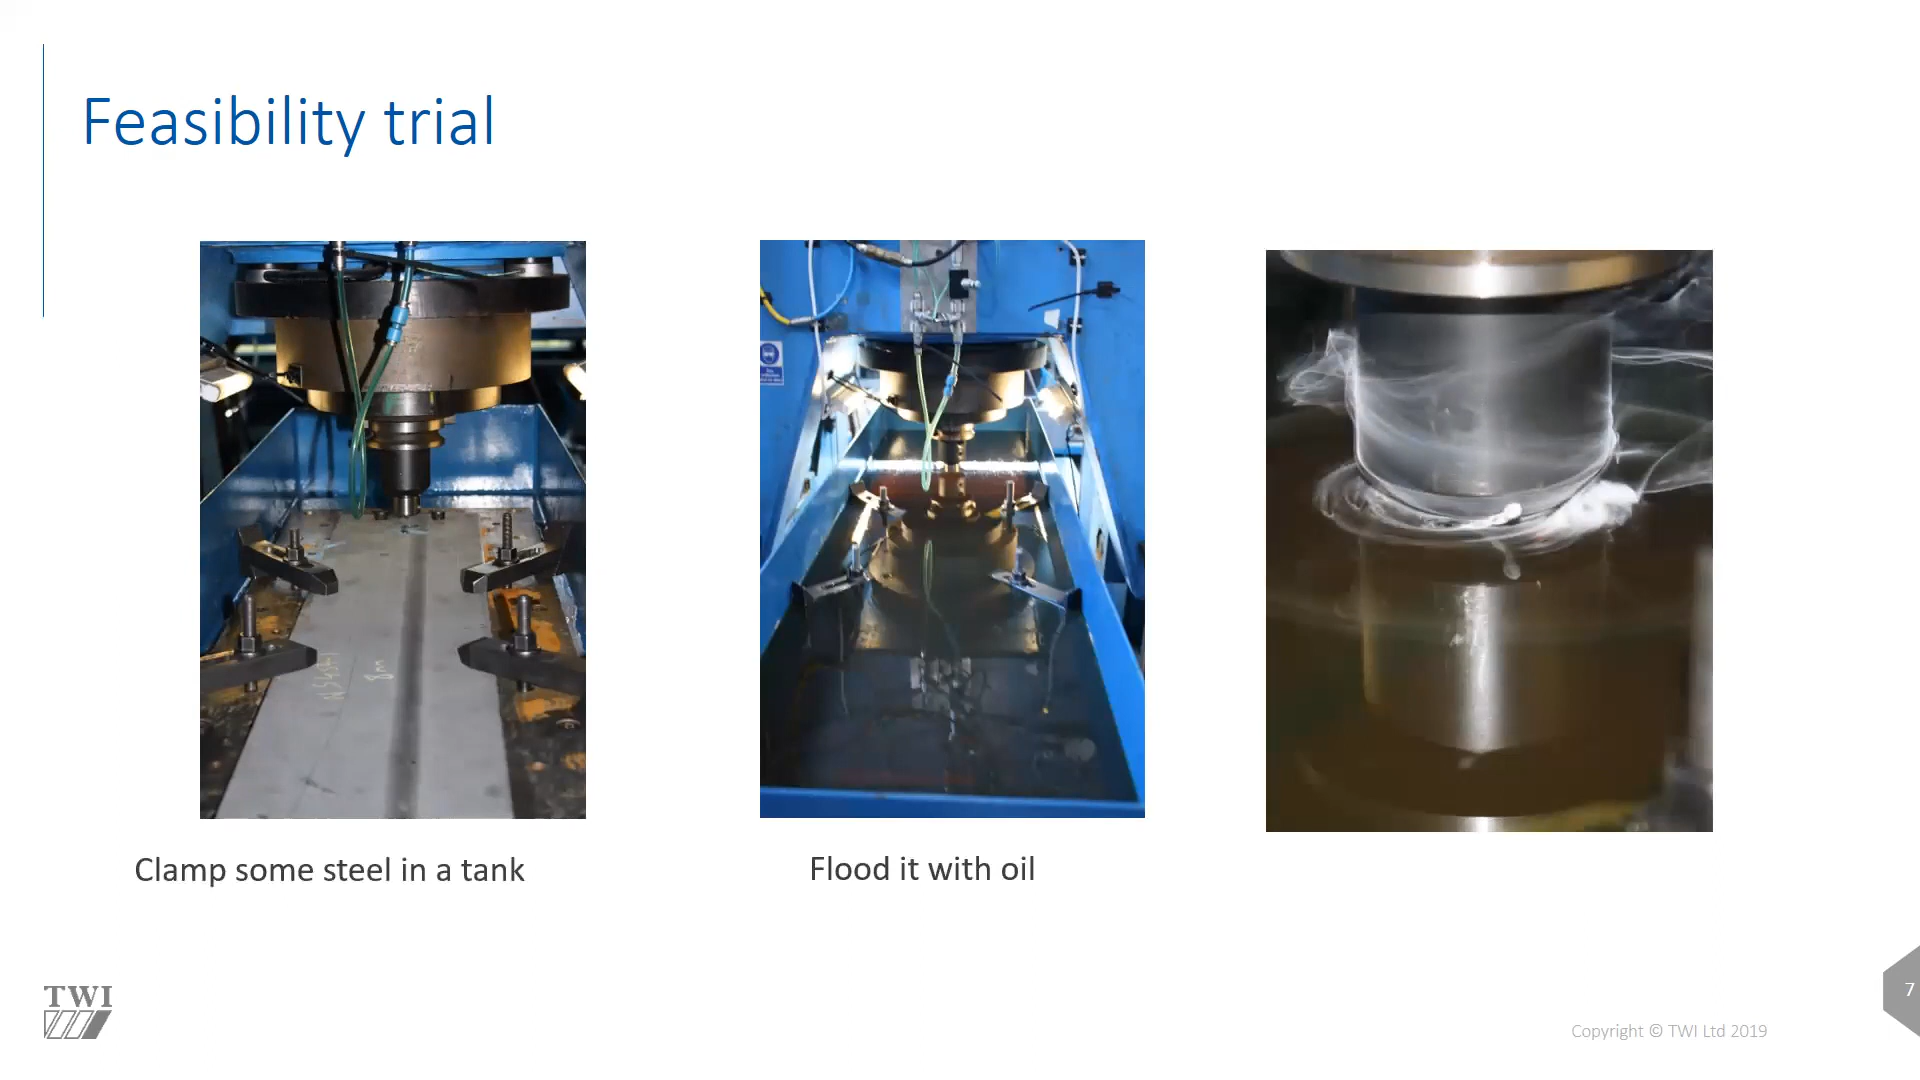 Feasibility trial
Clamp some steel in a tank
Flood it with oil
TWI
7
Copyright © TWI Ltd 2019